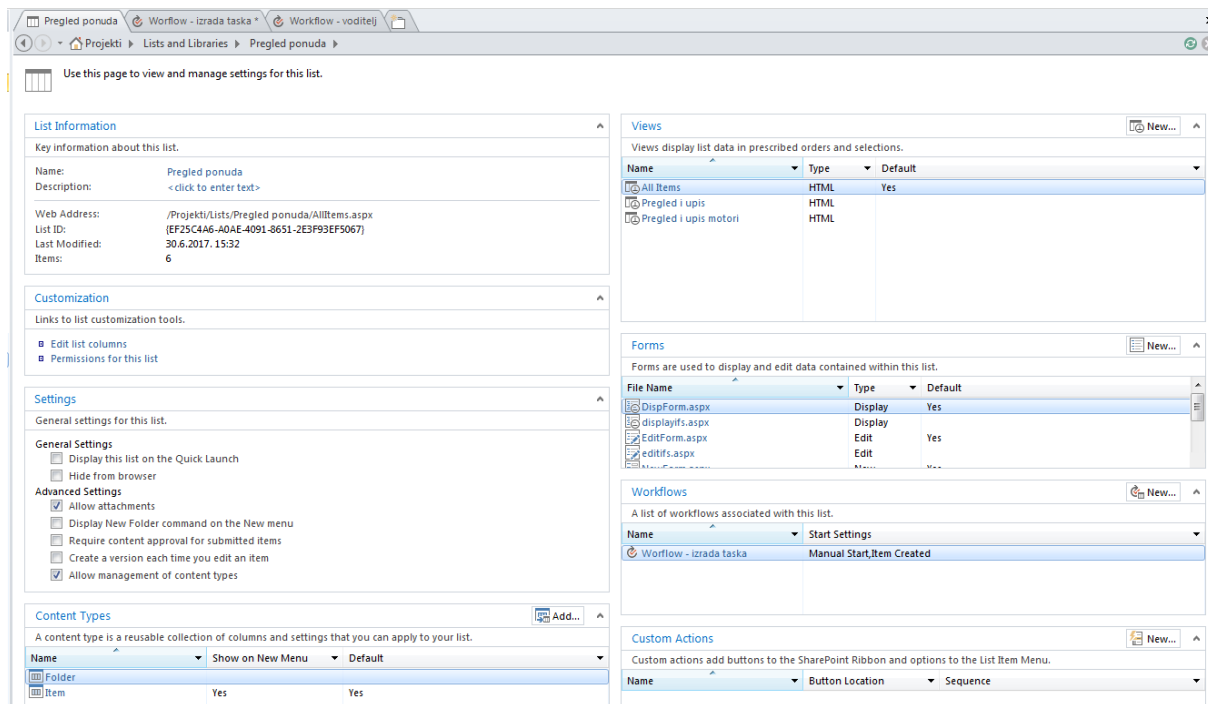 Pregled ponuda
Worflow - izrada taska *
Workflow - voditelj
Projekti
Lists and Libraries
Pregled ponuda
Use this page to view and manage settings for this list.
List Information
Key information about this list.
Name: Pregled ponuda
Description: <click to enter text>
Web Address: /Projekti/Lists/Pregled ponuda/AllItems.aspx
List ID: {EF25C4A6-A0AE-4091-8651-2E3F93EF5067}
Last Modified: 30.6.2017. 15:32
Items: 6
Customization
Links to list customization tools.
Edit list columns
Permissions for this list
Settings
General settings for this list.
General Settings
Display this list on the Quick Launch
Hide from browser
Advanced Settings
Allow attachments
Display New Folder command on the New menu
Require content approval for submitted items
Create a version each time you edit an item
Allow management of content types
Content Types Add...
A content type is a reusable collection of columns and settings that you can apply to your list.
Name Show on New Menu Default
Folder
Item Yes Yes
Views New...
Views display list data in prescribed orders and selections.
Name Type Default
All Items HTML Yes
Pregled i upis HTML
Pregled i upis motori HTML
Forms New...
Forms are used to display and edit data contained within this list.
File Name Type Default
DispForm.aspx Display Yes
displayifs.aspx Display
EditForm.aspx Edit Yes
editifs.aspx Edit
Workflows New...
A list of workflows associated with this list.
Name Start Settings
Worflow - izrada taska Manual Start,Item Created
Custom Actions New...
Custom actions add buttons to the SharePoint Ribbon and options to the List Item Menu.
Name Button Location Sequence